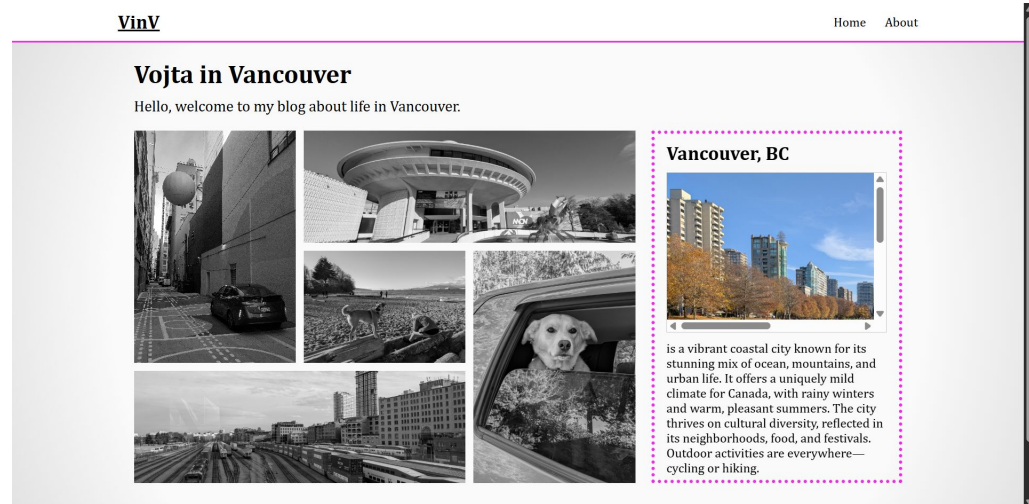 VinV
Home About
Vojta in Vancouver
Hello, welcome to my blog about life in Vancouver.
Vancouver, BC
is a vibrant coastal city known for its
stunning mix of ocean, mountains, and
urban life. It offers a uniquely mild
climate for Canada, with rainy winters
and warm, pleasant summers. The city
thrives on cultural diversity, reflected in
its neighborhoods, food, and festivals.
Outdoor activities are everywhere—
cycling or hiking.